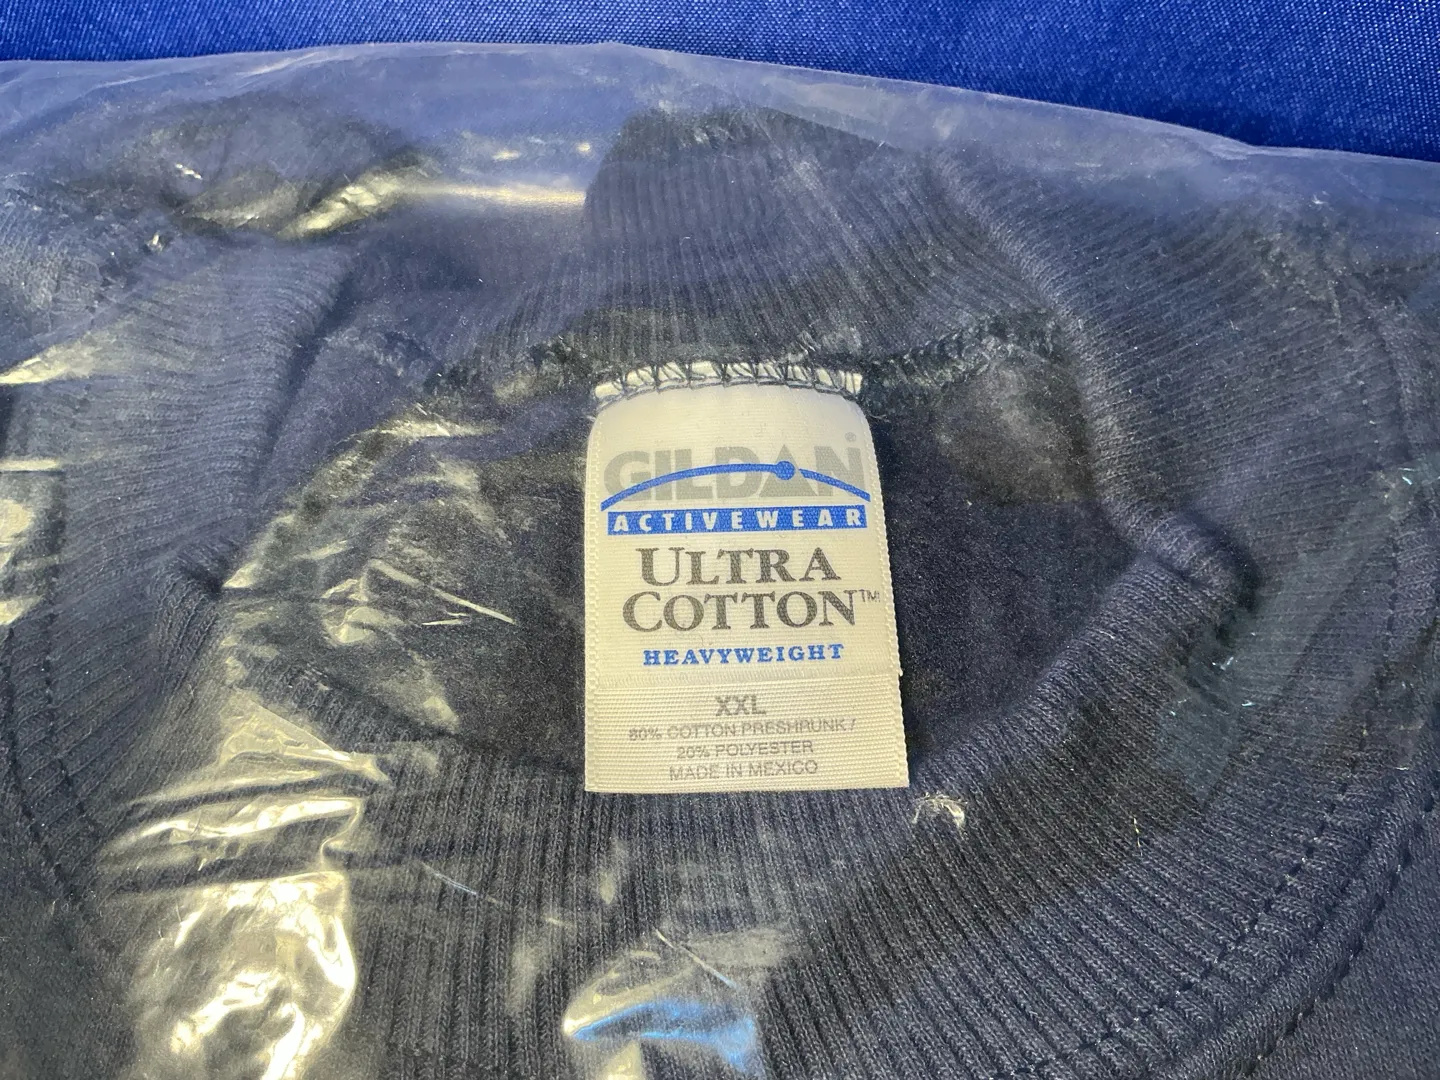 GILDAN®
ACTIVEWEAR
ULTRA
COTTON™
HEAVYWEIGHT
XXL
80% COTTON PRESHRUNK /
20% POLYESTER
MADE IN MEXICO